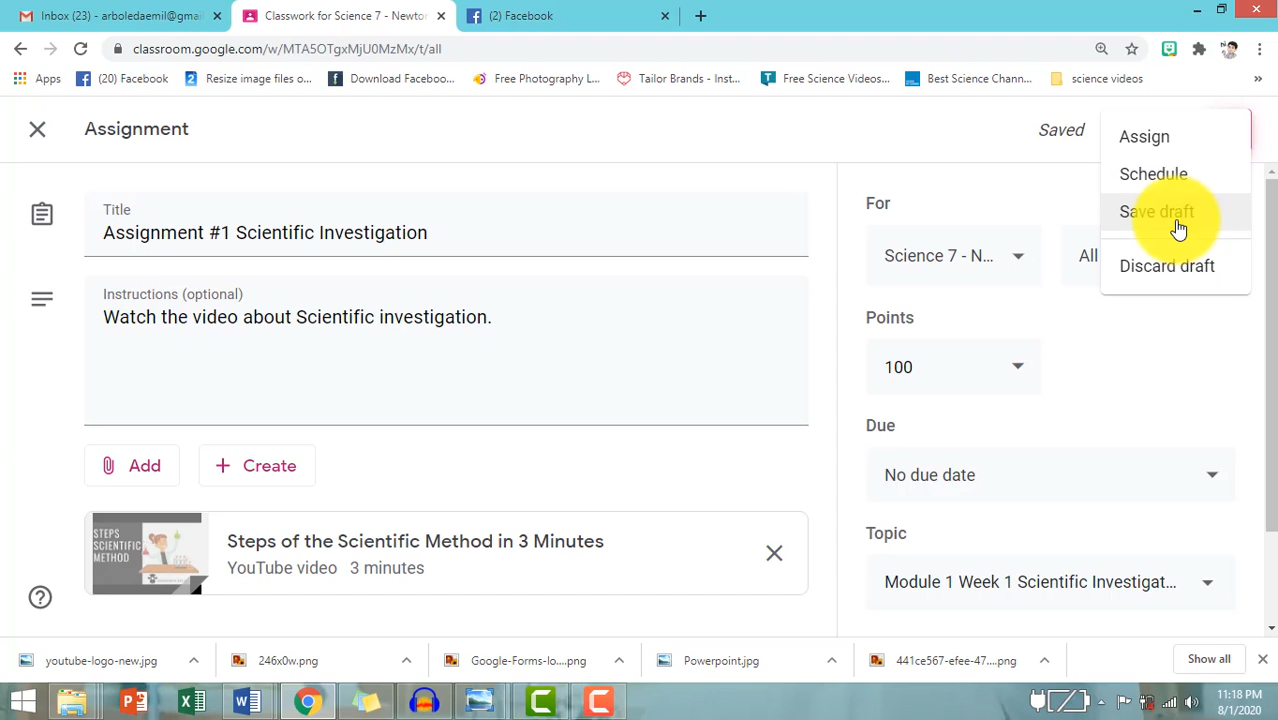 Inbox (23) - arboledaemil@gmail
Classwork for Science 7 - Newton
(2) Facebook
classroom.google.com/w/MTA5OTgxMjU0MzMx/t/all
Apps
(20) Facebook
Resize image files o...
Download Faceboo...
Free Photography L...
Tailor Brands - Inst...
Free Science Videos...
Best Science Chann...
science videos
Assignment
Saved
Assign
Schedule
Save draft
Discard draft
Title
Assignment #1 Scientific Investigation
Instructions (optional)
Watch the video about Scientific investigation.
Add
Create
STEPS
SCIENTIFIC
METHOD
Steps of the Scientific Method in 3 Minutes
YouTube video 3 minutes
For
Science 7 - N...
All
Points
100
Due
No due date
Topic
Module 1 Week 1 Scientific Investigat...
youtube-logo-new.jpg
246x0w.png
Google-Forms-lo....png
Powerpoint.jpg
441ce567-efee-47....png
Show all
11:18 PM
8/1/2020